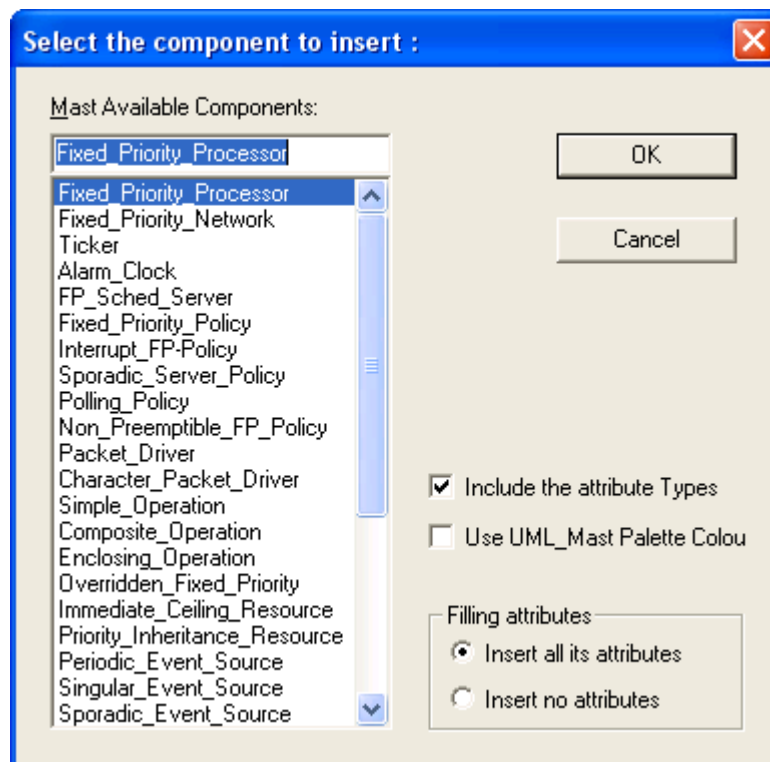 Select the component to insert :
Mast Available Components:
Fixed_Priority_Processor
Fixed_Priority_Processor
Fixed_Priority_Network
Ticker
Alarm_Clock
FP_Sched_Server
Fixed_Priority_Policy
Interrupt_FP-Policy
Sporadic_Server_Policy
Polling_Policy
Non_Preemptible_FP_Policy
Packet_Driver
Character_Packet_Driver
Simple_Operation
Composite_Operation
Enclosing_Operation
Overridden_Fixed_Priority
Immediate_Ceiling_Resource
Priority_Inheritance_Resource
Periodic_Event_Source
Singular_Event_Source
Sporadic_Event_Source
OK
Cancel
Include the attribute Types
Use UML_Mast Palette Colou
Filling attributes
Insert all its attributes
Insert no attributes